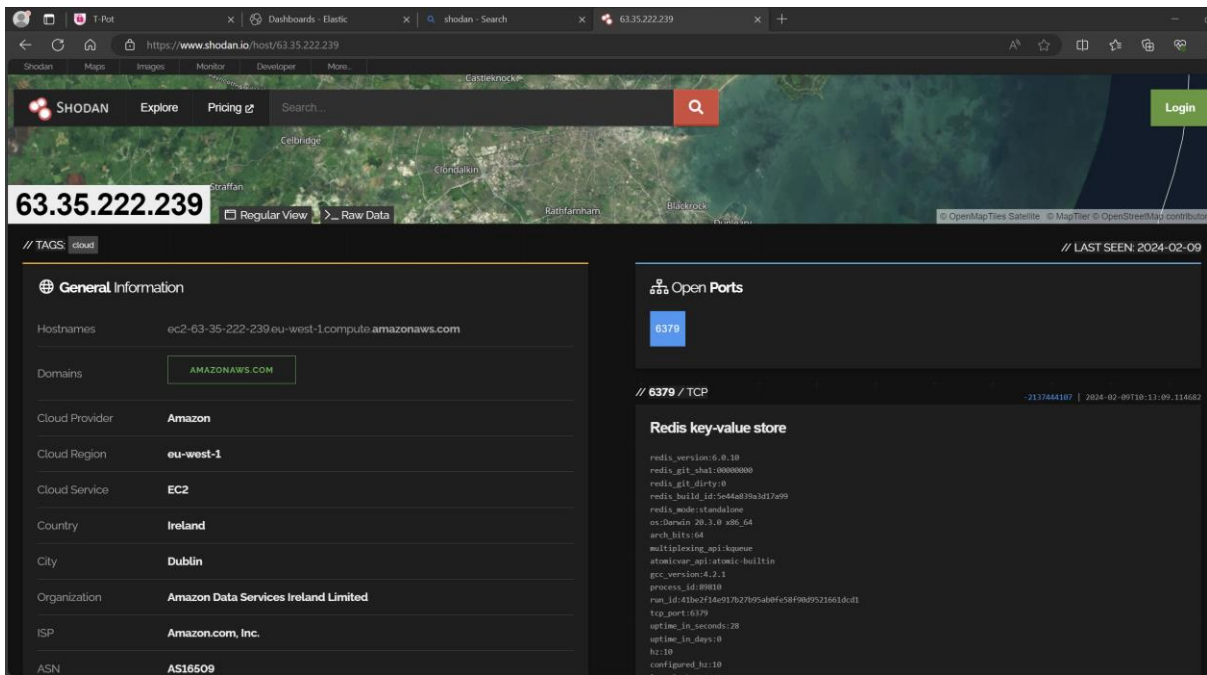 T-Pot
Dashboards - Elastic
shodan - Search
63.35.222.239
https://www.shodan.io/host/63.35.222.239
Shodan Maps Images Monitor Developer More...
Castleknock
SHODAN Explore Pricing Search... Login
Celbridge
Clondalkin
Straffan
63.35.222.239
Regular View >_ Raw Data
Rathfarnham
Blackrock
© OpenMapTiles Satellite © MapTiler © OpenStreetMap contributor
// TAGS: cloud
// LAST SEEN: 2024-02-09
General Information
Hostnames ec2-63-35-222-239.eu-west-1.compute.amazonaws.com
Domains AMAZONAWS.COM
Cloud Provider Amazon
Cloud Region eu-west-1
Cloud Service EC2
Country Ireland
City Dublin
Organization Amazon Data Services Ireland Limited
ISP Amazon.com, Inc.
ASN AS16509
Open Ports
6379
// 6379 / TCP
-2137444107 | 2024-02-09T10:13:09.114682
Redis key-value store
redis_version:6.0.10
redis_git_sha1:00000000
redis_git_dirty:0
redis_build_id:5e44a839a3d17a99
redis_mode:standalone
os:Darwin 20.3.0 x86_64
arch_bits:64
multiplexing_api:kqueue
atomicvar_api:atomic-builtin
gcc_version:4.2.1
process_id:89810
run_id:41be2f14e917b27b95ab0fe58f90d9521661dcd1
tcp_port:6379
uptime_in_seconds:28
uptime_in_days:0
hz:10
configured_hz:10